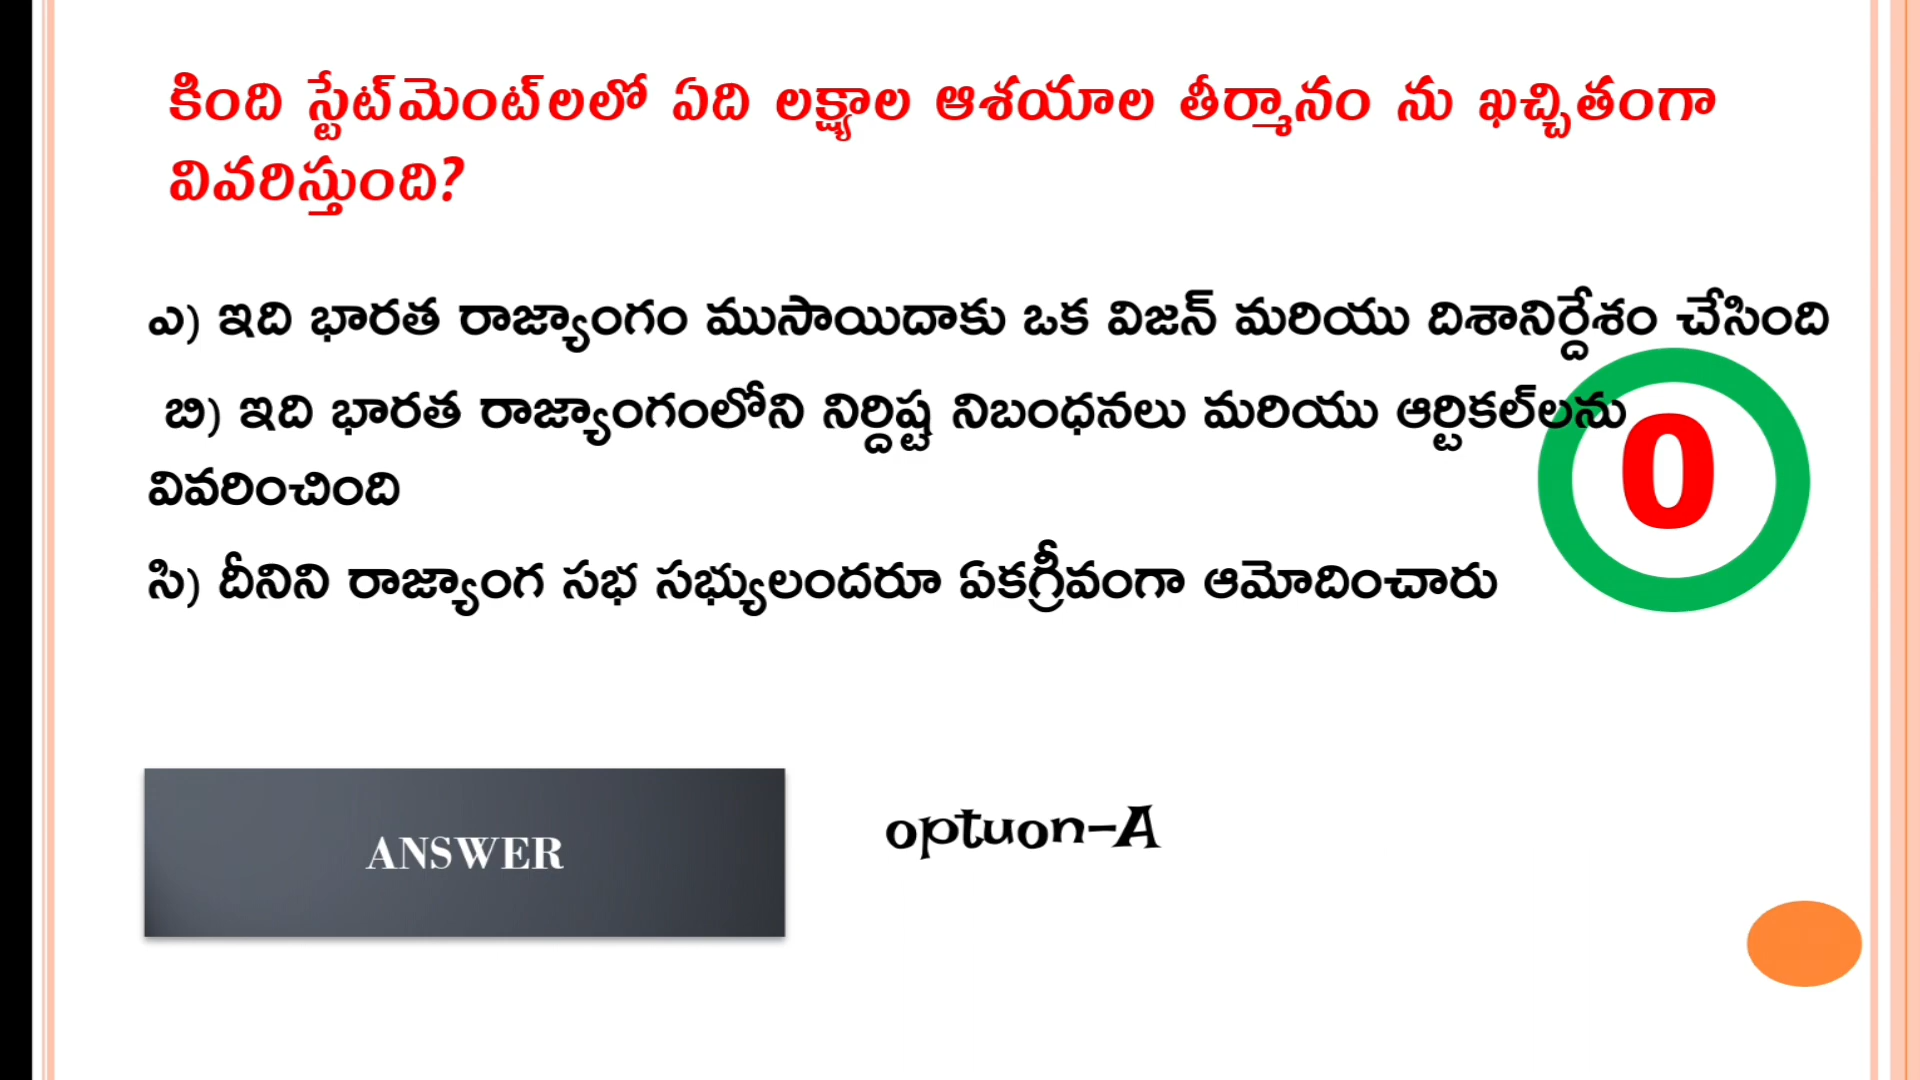 కింది స్టేట్‌మెంట్‌లలో ఏది లక్ష్యాల ఆశయాల తీర్మానం ను ఖచ్చితంగా
వివరిస్తుంది?
ఎ) ఇది భారత రాజ్యాంగం ముసాయిదాకు ఒక విజన్ మరియు దిశానిర్దేశం చేసింది
బి) ఇది భారత రాజ్యాంగంలోని నిర్దిష్ట నిబంధనలు మరియు ఆర్టికల్‌లను
వివరించింది
0
సి) దీనిని రాజ్యాంగ సభ సభ్యులందరూ ఏకగ్రీవంగా ఆమోదించారు
ANSWER
optuon-A